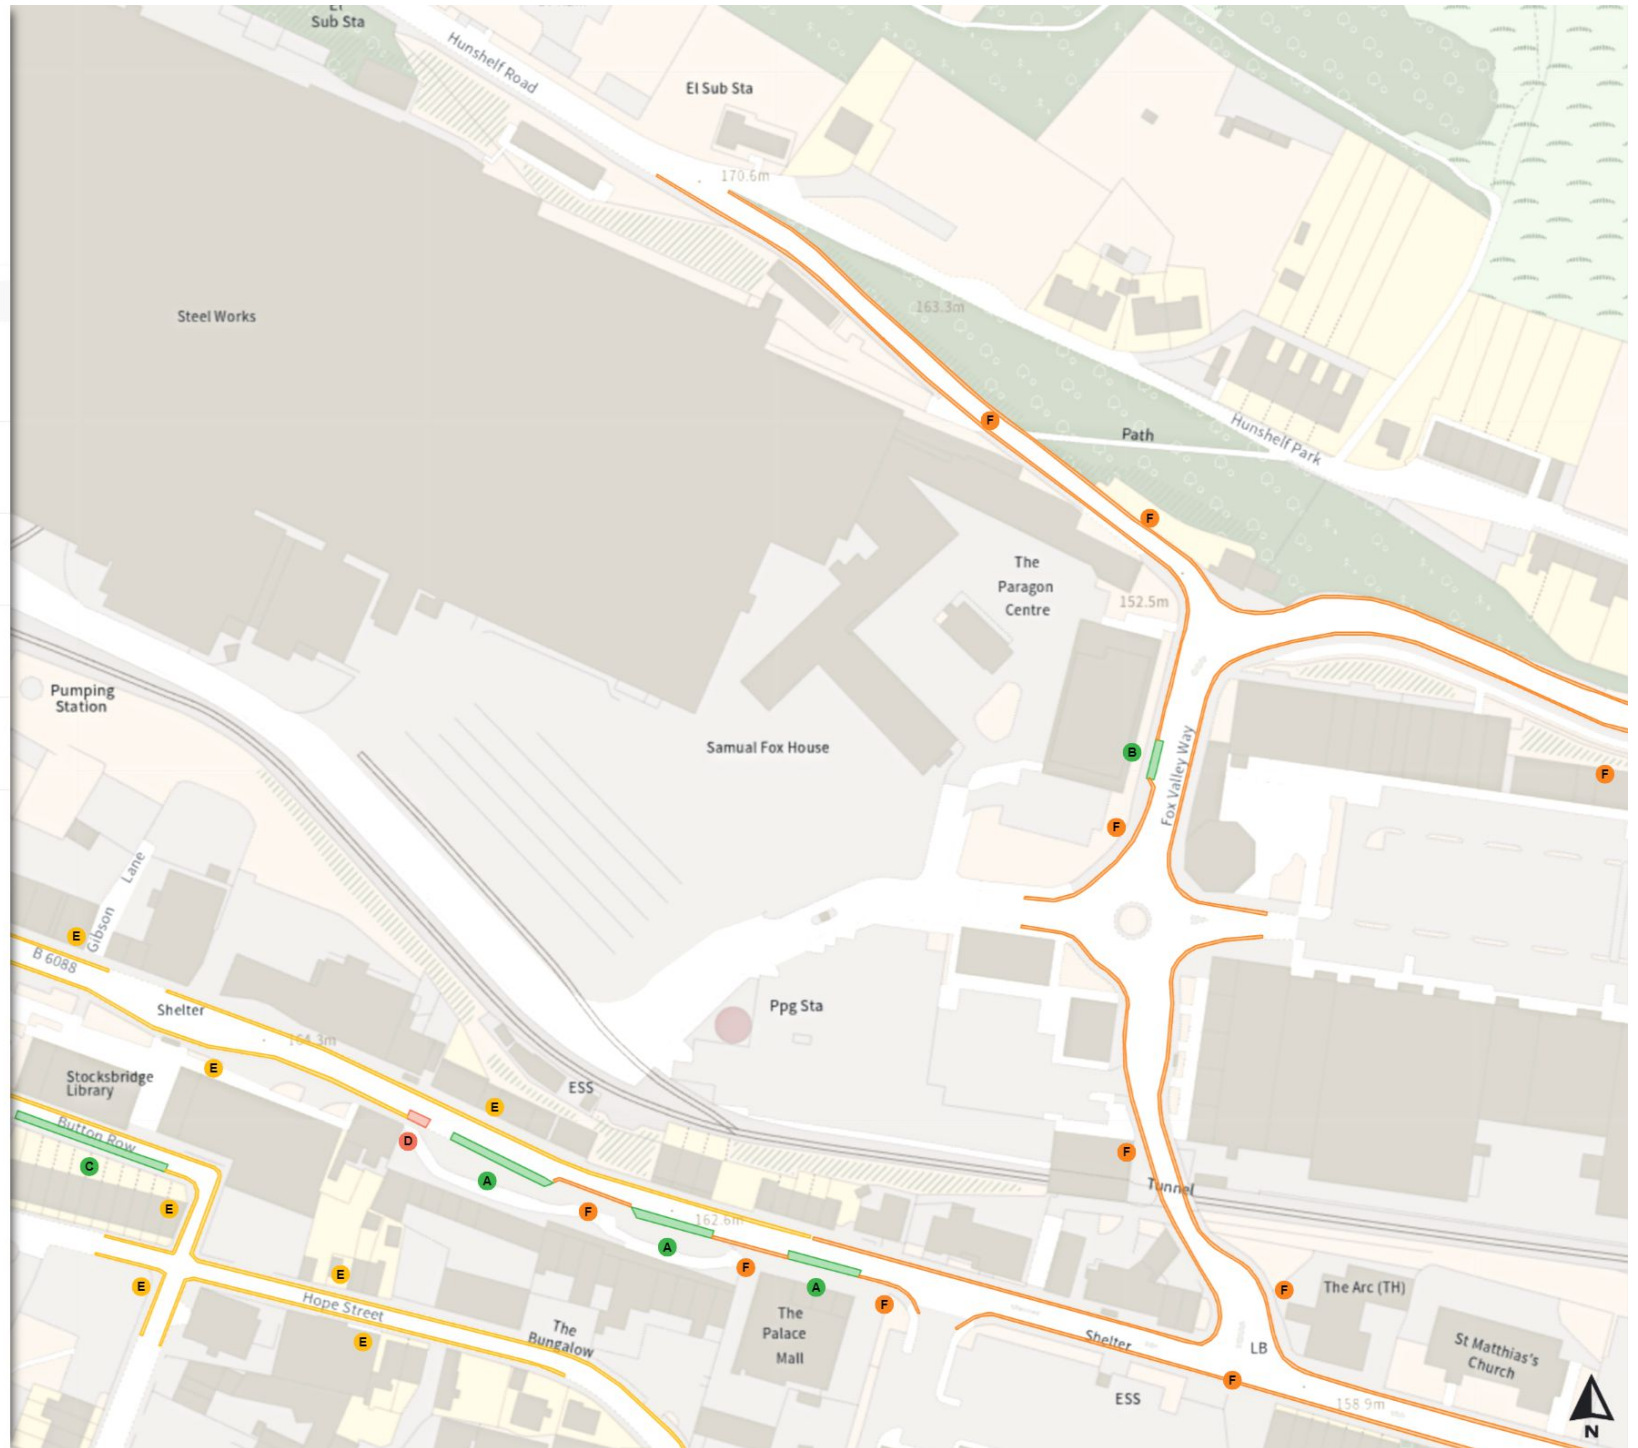 El
Sub Sta
Hunshelf Road
El Sub Sta
170.6m
Steel Works
163.3m
F
Path
Hunshelf Park
F
The
Paragon
Centre
152.5m
Pumping
Station
Samual Fox House
B
Fox Valley Way
F
F
Gibson Lane
E
B 6088
Shelter
Ppg Sta
164.3m
E
Stocksbridge
Library
ESS
E
Button Row
D
C
A
F
Tunnel
E
F
162.6m
A
F
E
E
A
F
F
The Arc (TH)
Hope Street
The
Bungalow
E
The
Palace
Mall
Shelter
LB
St Matthias's
Church
F
ESS
158.9m
N